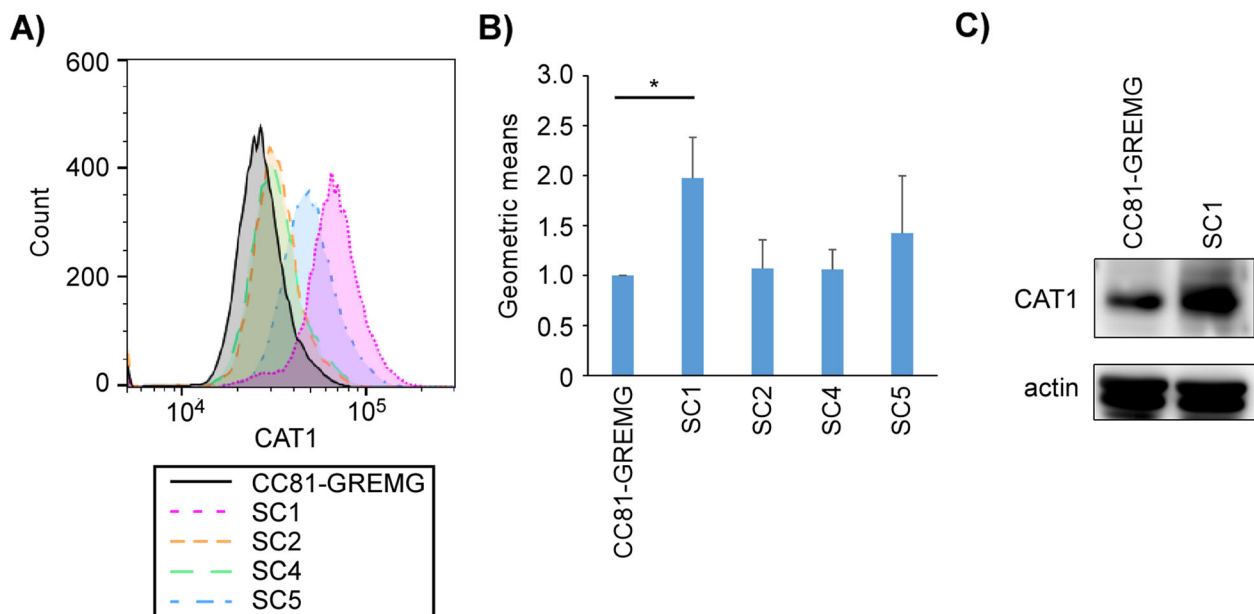 A)
600
400
200
0
Count
10⁴
10⁵
CAT1
CC81-GREMG
SC1
SC2
SC4
SC5
B)
3.0
2.5
2.0
1.5
1.0
0.5
0
Geometric means
*
CC81-GREMG
SC1
SC2
SC4
SC5
C)
CC81-GREMG
SC1
CAT1
actin